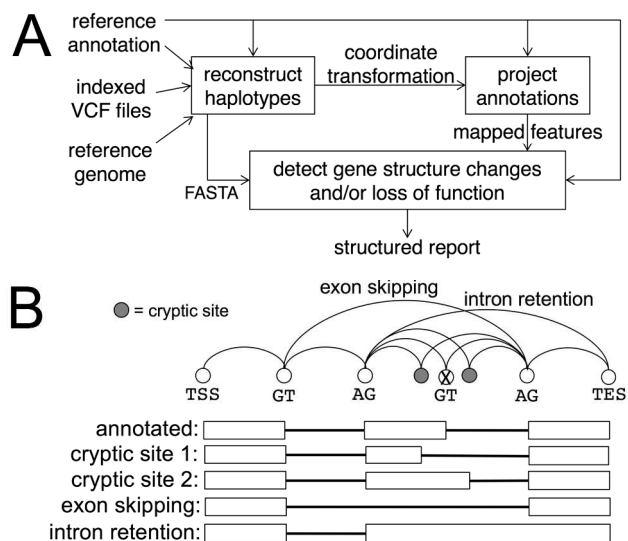 A
reference
annotation
indexed
VCF files
reference
genome
reconstruct
haplotypes
coordinate
transformation
project
annotations
mapped features
FASTA
detect gene structure changes
and/or loss of function
structured report
B
exon skipping
intron retention
= cryptic site
X
TSS GT AG GT AG TES
annotated:
cryptic site 1:
cryptic site 2:
exon skipping:
intron retention: